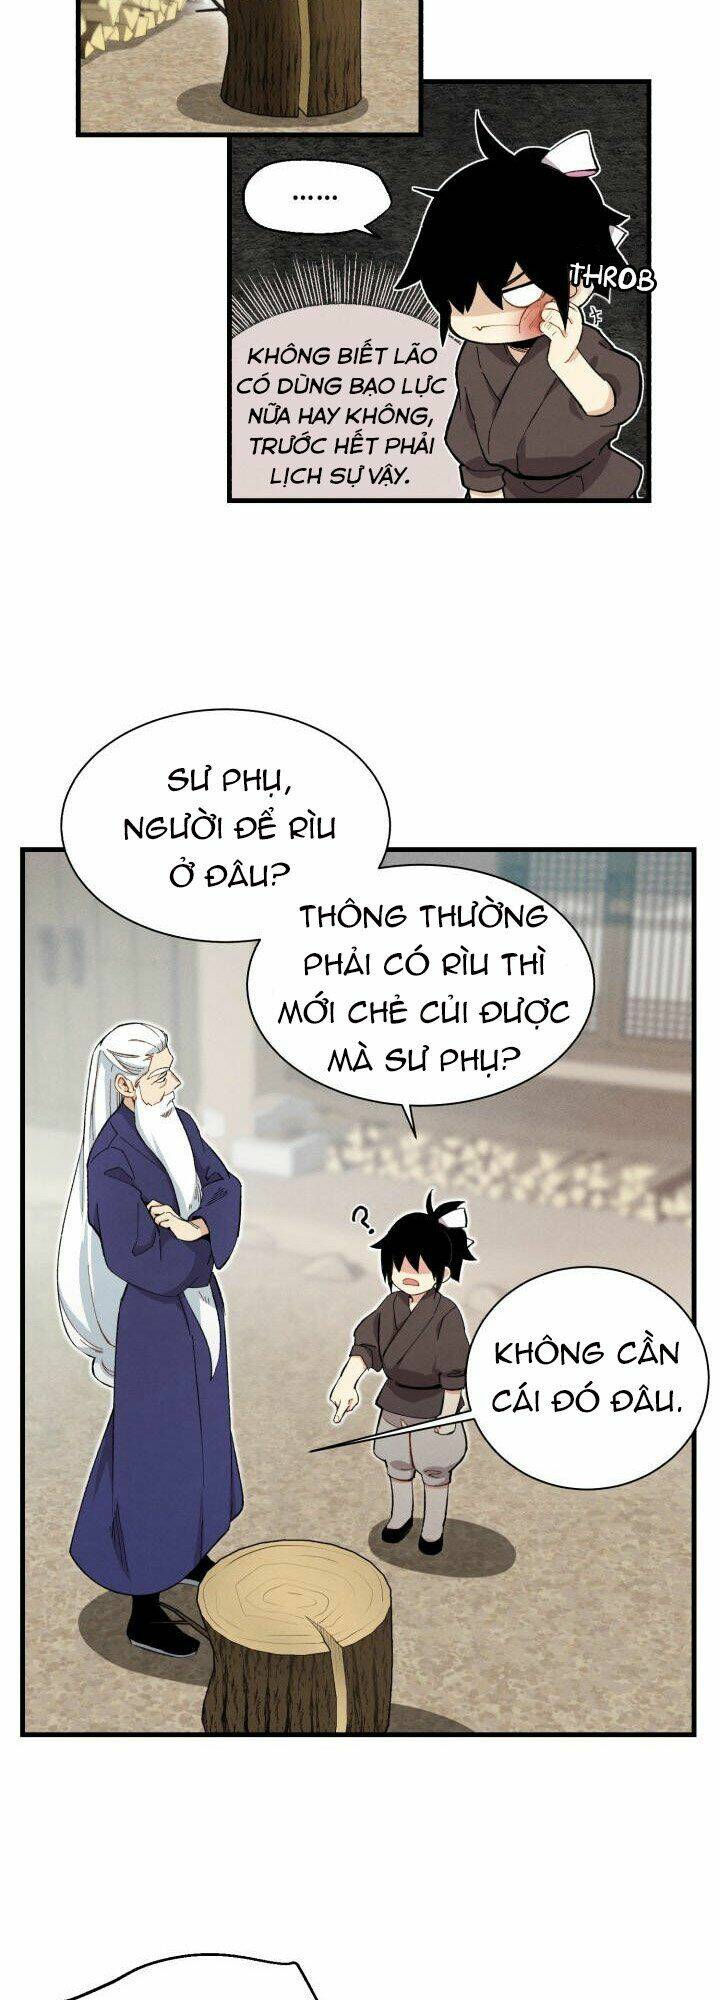 ......
THROB
KHÔNG BIẾT LÃO
CÓ DÙNG BẠO LỰC
NỮA HAY KHÔNG,
TRƯỚC HẾT PHẢI
LỊCH SỰ VẬY.
SƯ PHỤ,
NGƯỜI ĐỂ RÌU
Ở ĐÂU?
THÔNG THƯỜNG
PHẢI CÓ RÌU THÌ
MỚI CHẺ CỦI ĐƯỢC
MÀ SƯ PHỤ?
?
KHÔNG CẦN
CÁI ĐÓ ĐÂU.